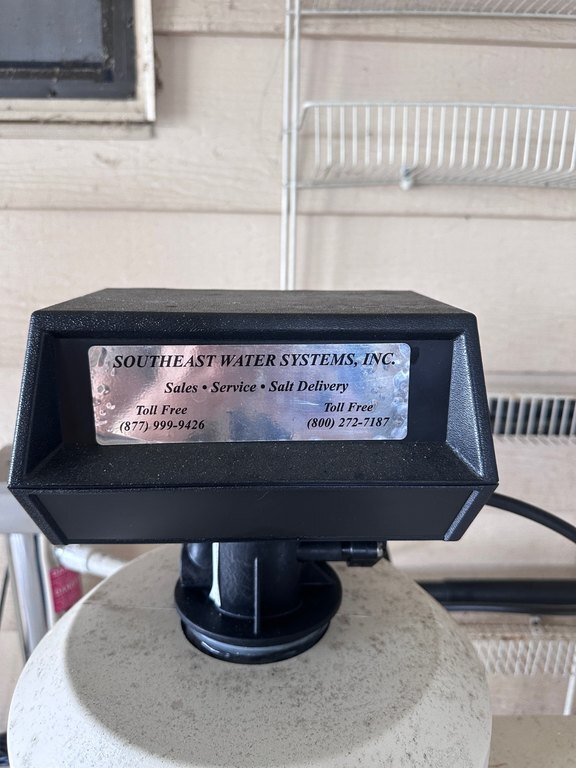 SOUTHEAST WATER SYSTEMS, INC.
Sales • Service • Salt Delivery
Toll Free Toll Free
(877) 999-9426 (800) 272-7187